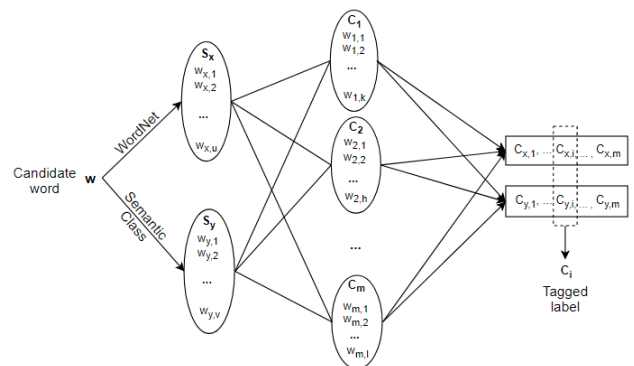 Candidate
word w
WordNet
Semantic
Class
Sx
wx,1
wx,2
...
wx,u
Sy
wy,1
wy,2
...
wy,v
C1
w1,1
w1,2
...
w1,k
C2
w2,1
w2,2
...
w2,h
...
Cm
wm,1
wm,2
...
wm,l
Cx,1, ... Cx,i, ... , Cx,m
Cy,1, ... Cy,i, ... , Cy,m
Ci
Tagged
label